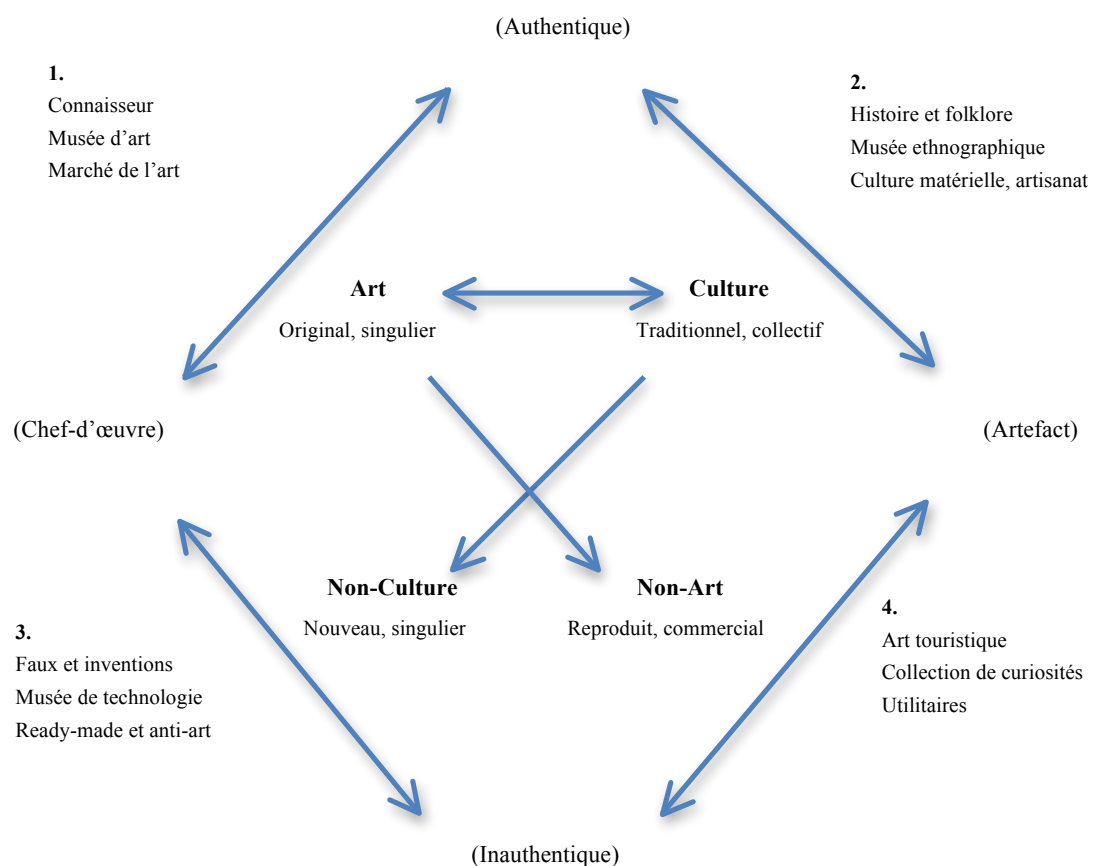 (Authentique)
1.
Connaisseur
Musée d’art
Marché de l’art
2.
Histoire et folklore
Musée ethnographique
Culture matérielle, artisanat
Art
Original, singulier
Culture
Traditionnel, collectif
(Chef-d’œuvre)
(Artefact)
Non-Culture
Nouveau, singulier
Non-Art
Reproduit, commercial
3.
Faux et inventions
Musée de technologie
Ready-made et anti-art
4.
Art touristique
Collection de curiosités
Utilitaires
(Inauthentique)